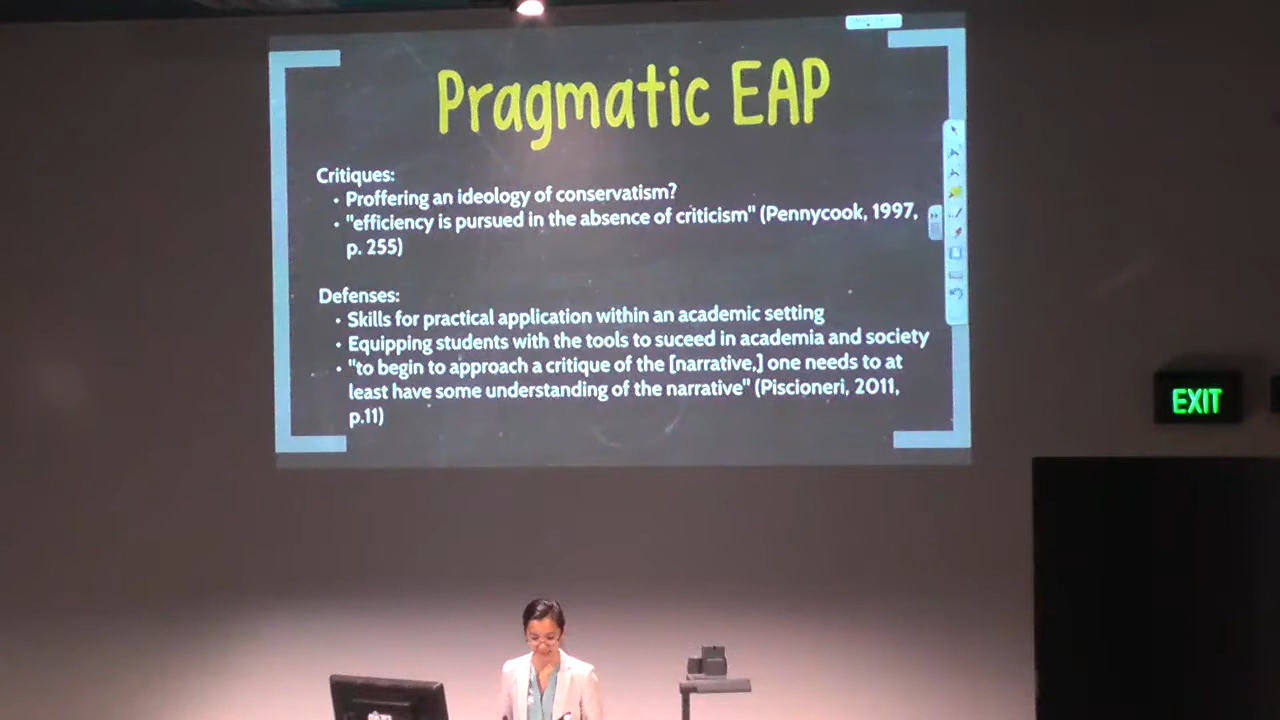 Pragmatic EAP
Critiques:
• Proffering an ideology of conservatism?
• "efficiency is pursued in the absence of criticism" (Pennycook, 1997,
p. 255)
Defenses:
• Skills for practical application within an academic setting
• Equipping students with the tools to suceed in academia and society
• "to begin to approach a critique of the [narrative,] one needs to at
least have some understanding of the narrative" (Piscioneri, 2011,
p.11)
EXIT